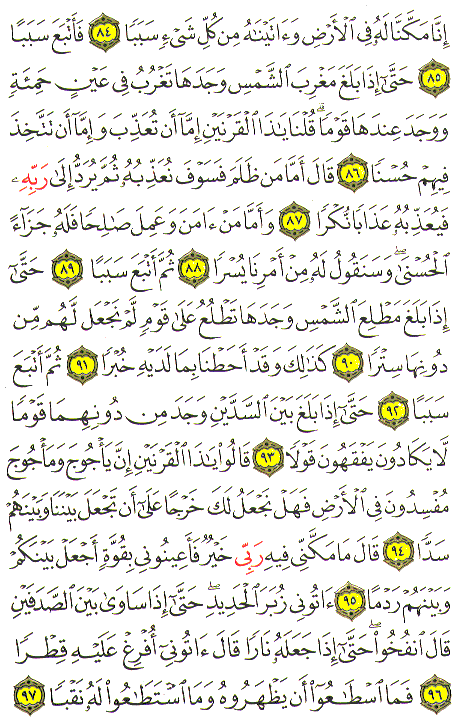 إِنَّا مَكَّنَّا لَهُۥ فِى ٱلْأَرْضِ وَءَاتَيْنَٰهُ مِن كُلِّ شَىْءٍ سَبَبًا ٨٤ فَأَتْبَعَ سَبَبًا
٨٥ حَتَّىٰٓ إِذَا بَلَغَ مَغْرِبَ ٱلشَّمْسِ وَجَدَهَا تَغْرُبُ فِى عَيْنٍ حَمِئَةٍ
وَوَجَدَ عِندَهَا قَوْمًا ۗ قُلْنَا يَٰذَا ٱلْقَرْنَيْنِ إِمَّآ أَن تُعَذِّبَ وَإِمَّآ أَن تَتَّخِذَ
فِيهِمْ حُسْنًا ٨٦ قَالَ أَمَّا مَن ظَلَمَ فَسَوْفَ نُعَذِّبُهُۥ ثُمَّ يُرَدُّ إِلَىٰ رَبِّهِۦ
فَيُعَذِّبُهُۥ عَذَابًا نُّكْرًا ٨٧ وَأَمَّا مَنْ ءَامَنَ وَعَمِلَ صَٰلِحًا فَلَهُۥ جَزَآءً
ٱلْحُسْنَىٰ ۖ وَسَنَقُولُ لَهُۥ مِنْ أَمْرِنَا يُسْرًا ٨٨ ثُمَّ أَتْبَعَ سَبَبًا ٨٩ حَتَّىٰٓ
إِذَا بَلَغَ مَطْلِعَ ٱلشَّمْسِ وَجَدَهَا تَطْلُعُ عَلَىٰ قَوْمٍ لَّمْ نَجْعَل لَّهُم مِّن
دُونِهَا سِتْرًا ٩٠ كَذَٰلِكَ وَقَدْ أَحَطْنَا بِمَا لَدَيْهِ خُبْرًا ٩١ ثُمَّ أَتْبَعَ
سَبَبًا ٩٢ حَتَّىٰٓ إِذَا بَلَغَ بَيْنَ ٱلسَّدَّيْنِ وَجَدَ مِن دُونِهِمَا قَوْمًا
لَّا يَكَادُونَ يَفْقَهُونَ قَوْلًا ٩٣ قَالُوا۟ يَٰذَا ٱلْقَرْنَيْنِ إِنَّ يَأْجُوجَ وَمَأْجُوجَ
مُفْسِدُونَ فِى ٱلْأَرْضِ فَهَلْ نَجْعَلُ لَكَ خَرْجًا عَلَىٰٓ أَن تَجْعَلَ بَيْنَنَا وَبَيْنَهُمْ
سَدًّا ٩٤ قَالَ مَا مَكَّنِّى فِيهِ رَبِّى خَيْرٌ فَأَعِينُونِى بِقُوَّةٍ أَجْعَلْ بَيْنَكُمْ
وَبَيْنَهُمْ رَدْمًا ٩٥ ءَاتُونِى زُبَرَ ٱلْحَدِيدِ ۖ حَتَّىٰٓ إِذَا سَاوَىٰ بَيْنَ ٱلصَّدَفَيْنِ
قَالَ ٱنفُخُوا۟ ۖ حَتَّىٰٓ إِذَا جَعَلَهُۥ نَارًا قَالَ ءَاتُونِىٓ أُفْرِغْ عَلَيْهِ قِطْرًا
٩٦ فَمَا ٱسْطَٰعُوٓا۟ أَن يَظْهَرُوهُ وَمَا ٱسْتَطَٰعُوا۟ لَهُۥ نَقْبًا ٩٧